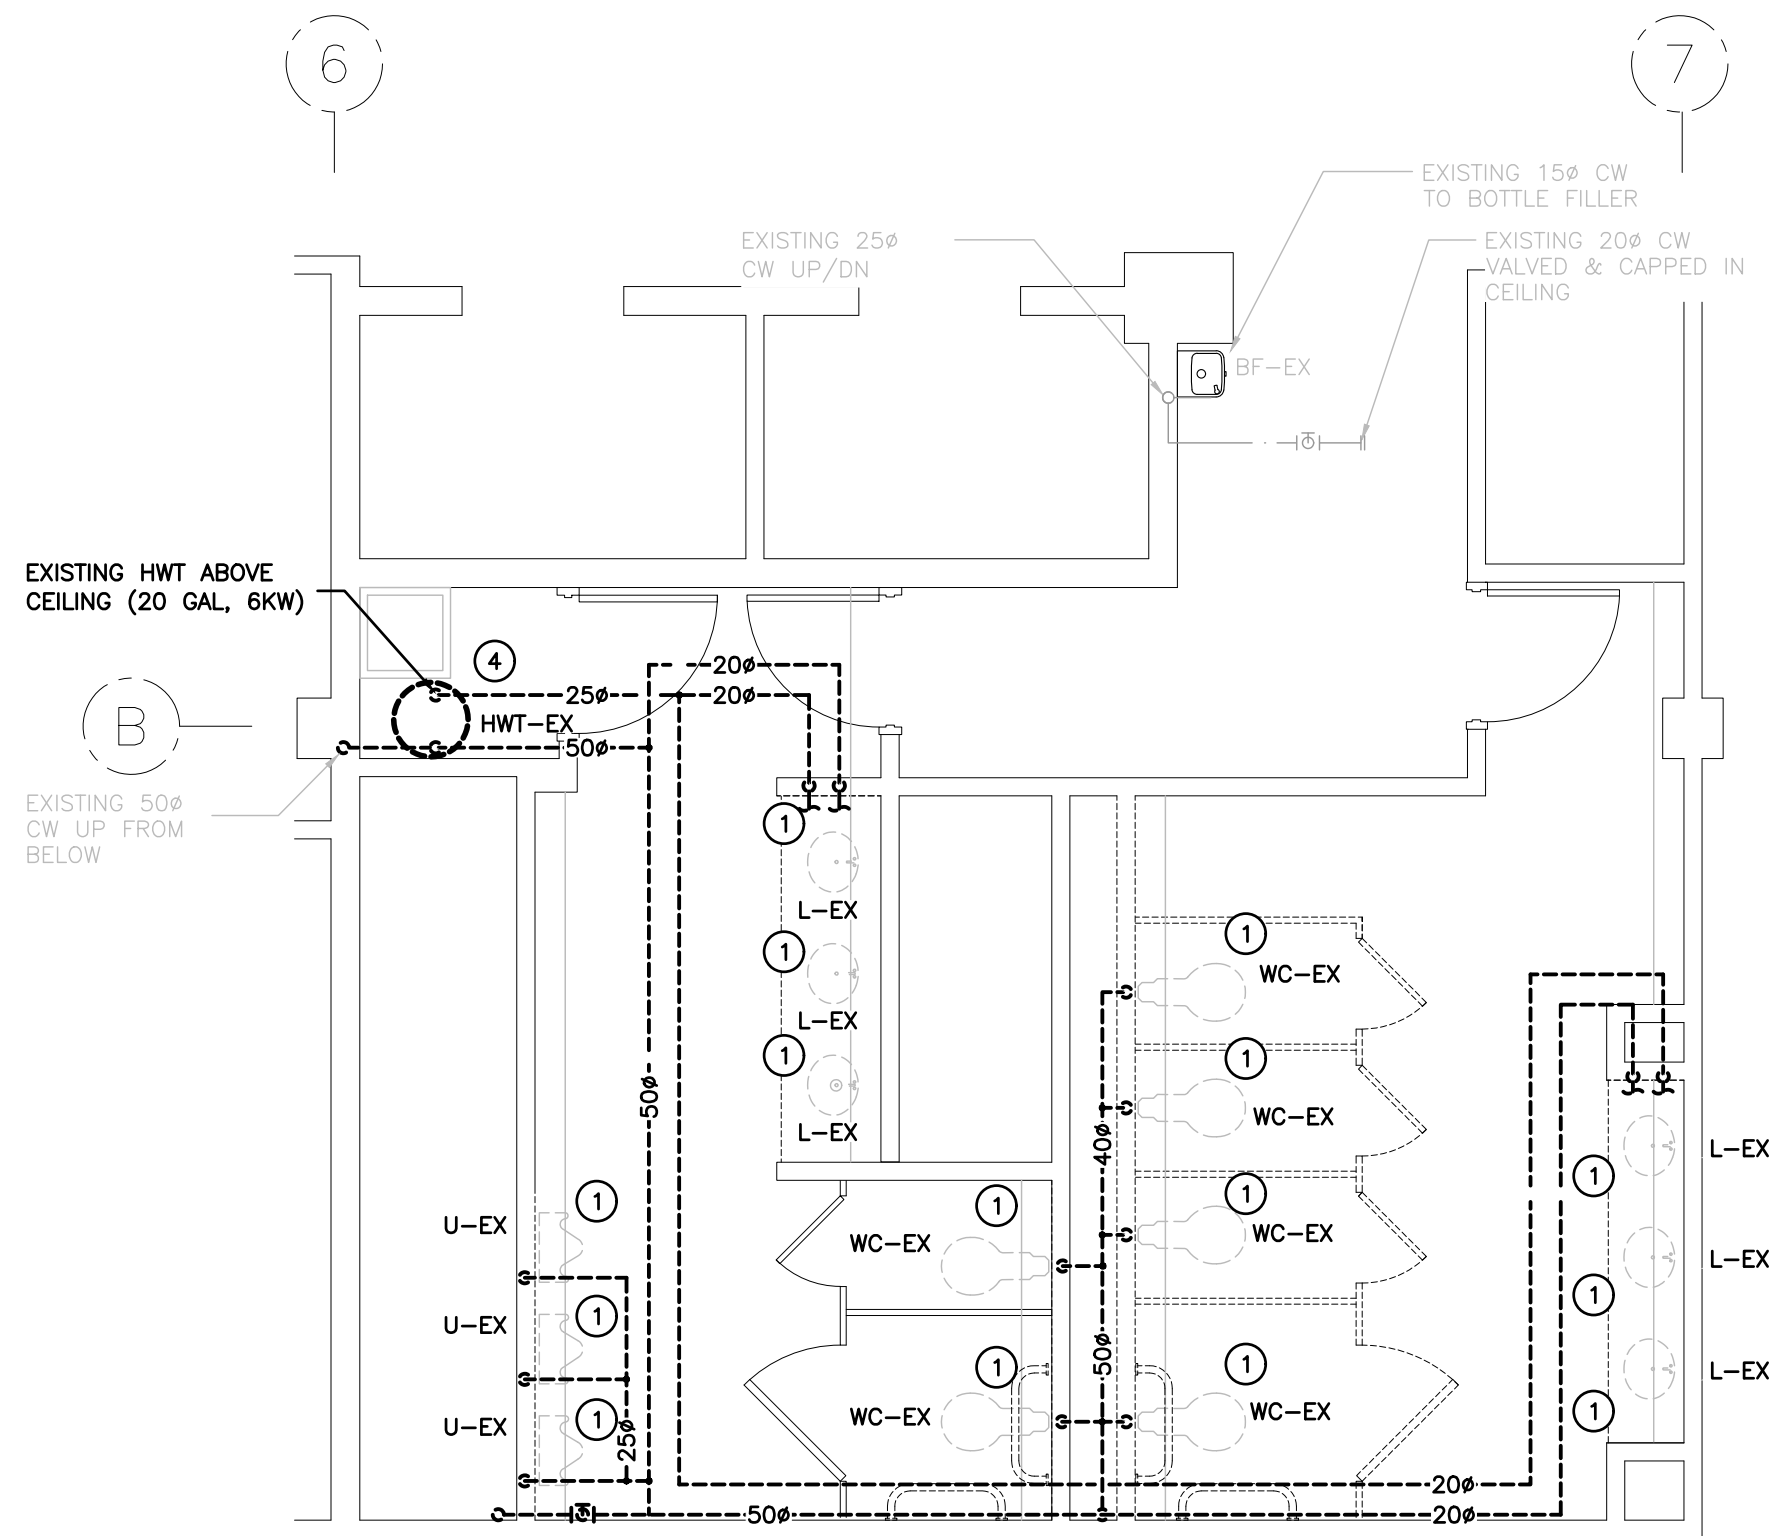 6
7
EXISTING 15ø CW
TO BOTTLE FILLER
EXISTING 25ø
CW UP/DN
EXISTING 20ø CW
VALVED & CAPPED IN
CEILING
BF-EX
EXISTING HWT ABOVE
CEILING (20 GAL, 6KW)
4
20ø
25ø
20ø
HWT-EX
B
50ø
EXISTING 50ø
CW UP FROM
BELOW
1
L-EX
1
WC-EX
1
L-EX
1
1
WC-EX
50ø
40ø
L-EX
L-EX
1
1
1
1
U-EX
WC-EX
WC-EX
L-EX
1
1
U-EX
50ø
1
1
L-EX
WC-EX
WC-EX
1
1
U-EX
25ø
20ø
50ø
20ø